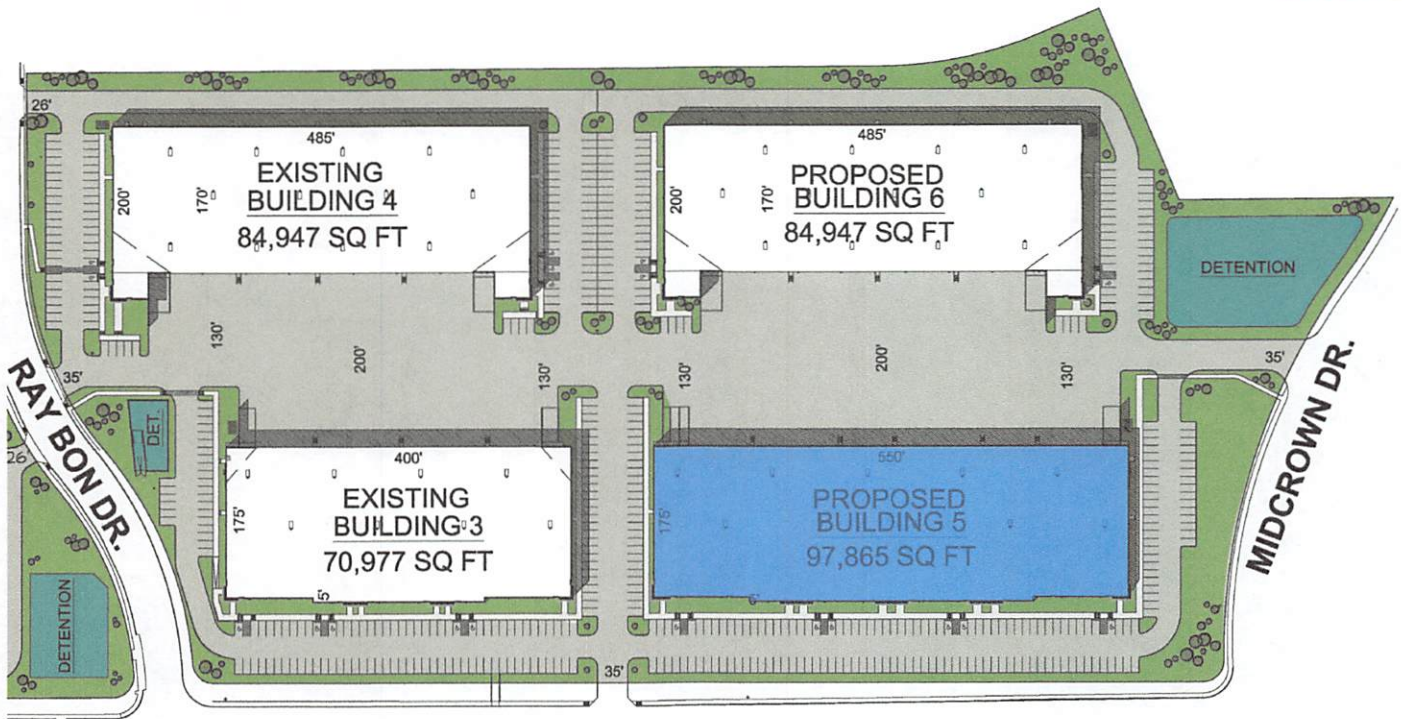 26'
485'
EXISTING
BUILDING 4
84,947 SQ FT
200'
170'
485'
PROPOSED
BUILDING 6
84,947 SQ FT
200'
170'
DETENTION
130'
200'
130'
130'
200'
130'
35'
35'
RAY BON DR.
MIDCROWN DR.
DET.
26'
400'
EXISTING
BUILDING 3
70,977 SQ FT
175'
5'
550'
PROPOSED
BUILDING 5
97,865 SQ FT
175'
5'
DETENTION
35'